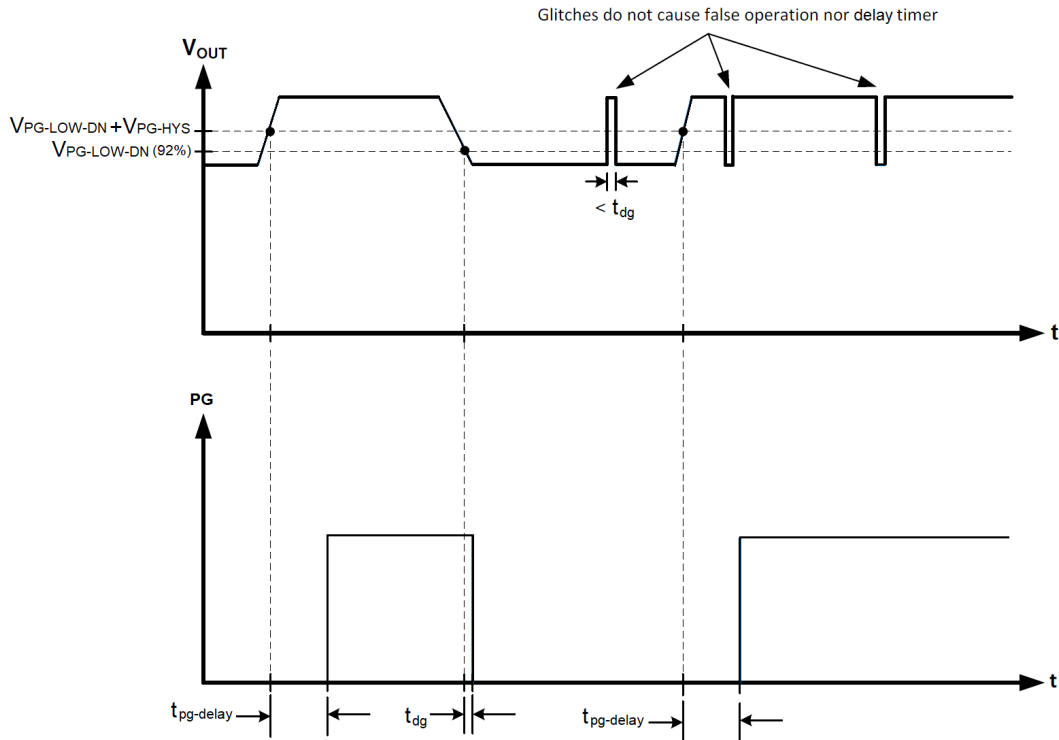 Glitches do not cause false operation nor delay timer
VOUT
VPG-LOW-DN + VPG-HYS
VPG-LOW-DN (92%)
< tdg
t
PG
t
tpg-delay
tdg
tpg-delay